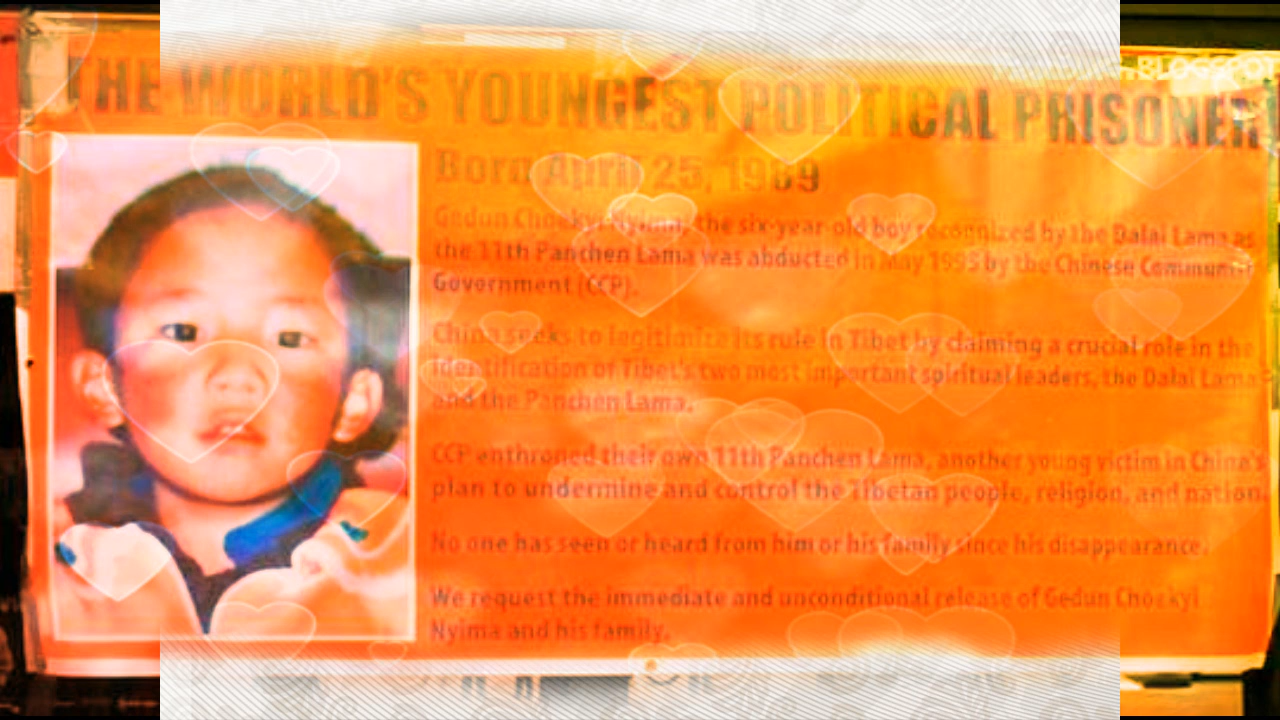 THE WORLD'S YOUNGEST POLITICAL PRISONER
BLOGSPOT
Born April 25, 1989
Gedun Choekyi Nyima, the six-year-old boy recognized by the Dalai Lama as
the 11th Panchen Lama was abducted in May 1995 by the Chinese Communist
Government (CCP).
China seeks to legitimize its rule in Tibet by claiming a crucial role in the
identification of Tibet's two most important spiritual leaders, the Dalai Lama
and the Panchen Lama.
CCP enthroned their own 11th Panchen Lama, another young victim in China's
plan to undermine and control the Tibetan people, religion, and nation.
No one has seen or heard from him or his family since his disappearance.
We request the immediate and unconditional release of Gedun Choekyi
Nyima and his family.